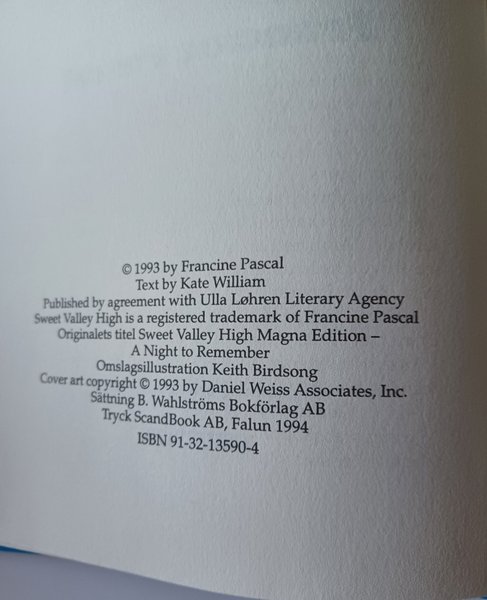 © 1993 by Francine Pascal
Text by Kate William
Published by agreement with Ulla Løhren Literary Agency
Sweet Valley High is a registered trademark of Francine Pascal
Originalets titel Sweet Valley High Magna Edition –
A Night to Remember
Omslagsillustration Keith Birdsong
Cover art copyright © 1993 by Daniel Weiss Associates, Inc.
Sättning B. Wahlströms Bokförlag AB
Tryck ScandBook AB, Falun 1994
ISBN 91-32-13590-4